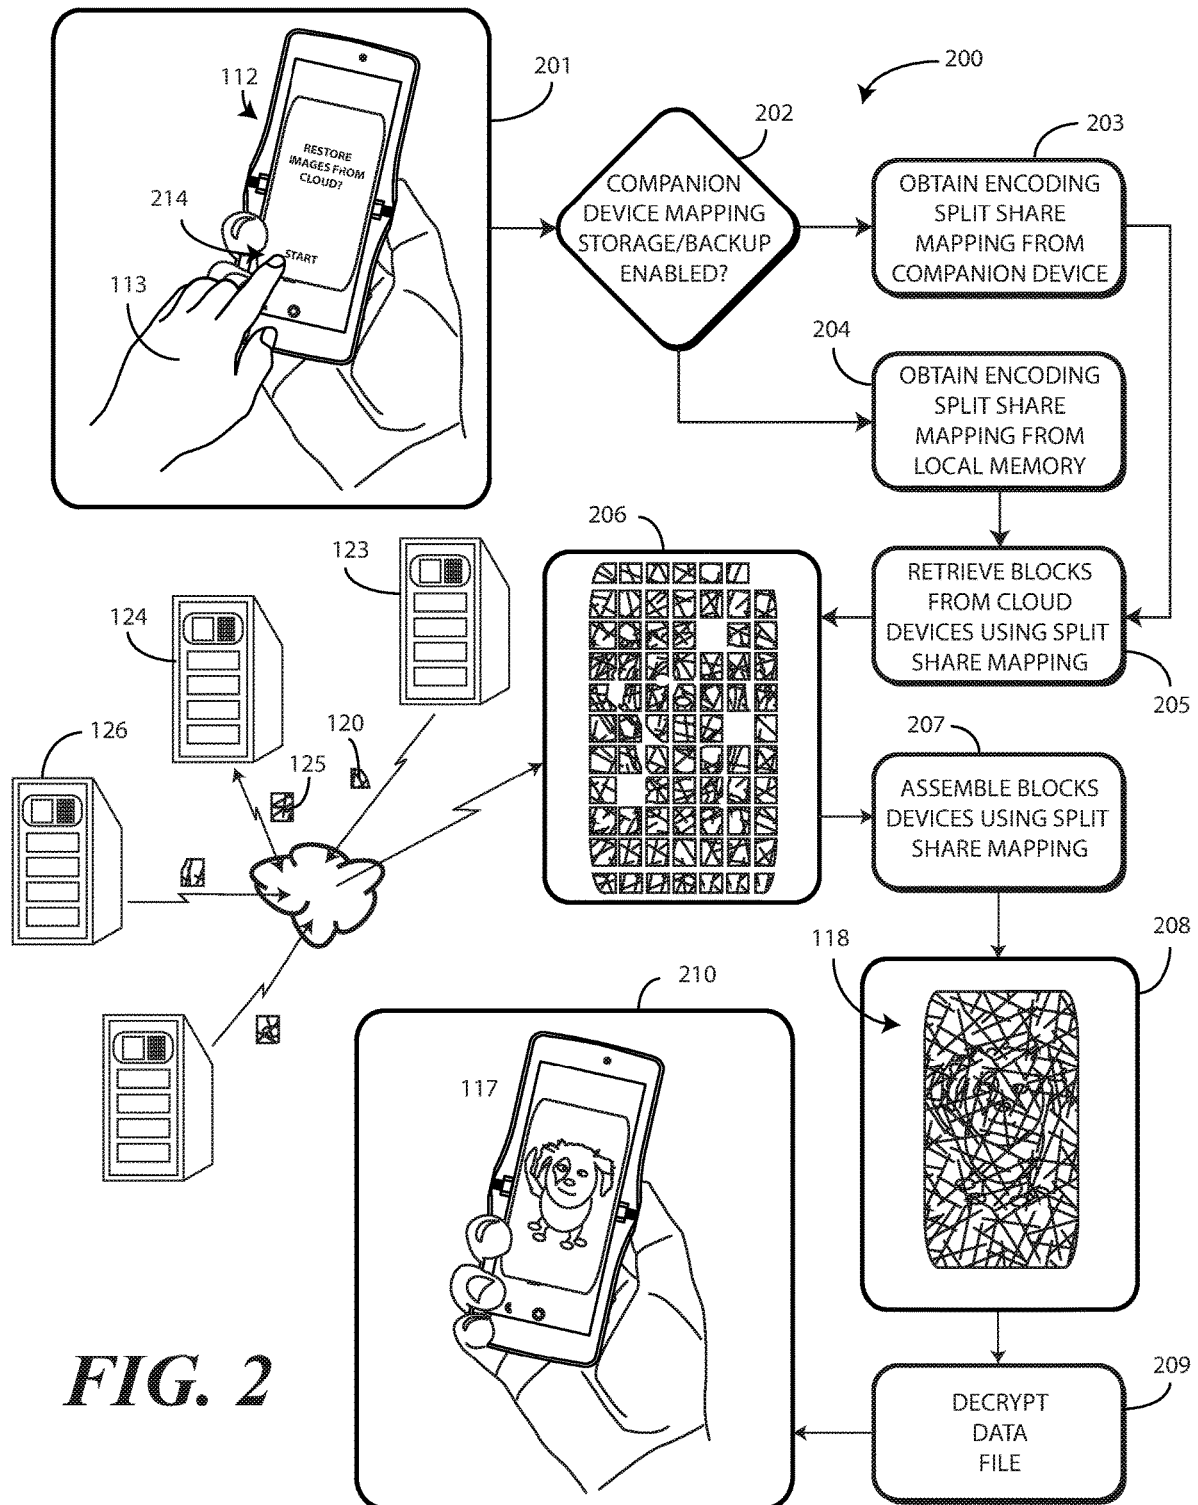 200
201
112
RESTORE
IMAGES FROM
CLOUD?
214
START
113
202
COMPANION
DEVICE MAPPING
STORAGE/BACKUP
ENABLED?
203
OBTAIN ENCODING
SPLIT SHARE
MAPPING FROM
COMPANION DEVICE
204
OBTAIN ENCODING
SPLIT SHARE
MAPPING FROM
LOCAL MEMORY
RETRIEVE BLOCKS
FROM CLOUD
DEVICES USING SPLIT
SHARE MAPPING
205
206
123
124
126
125
120
207
ASSEMBLE BLOCKS
DEVICES USING SPLIT
SHARE MAPPING
118
208
210
117
209
DECRYPT
DATA
FILE
FIG. 2